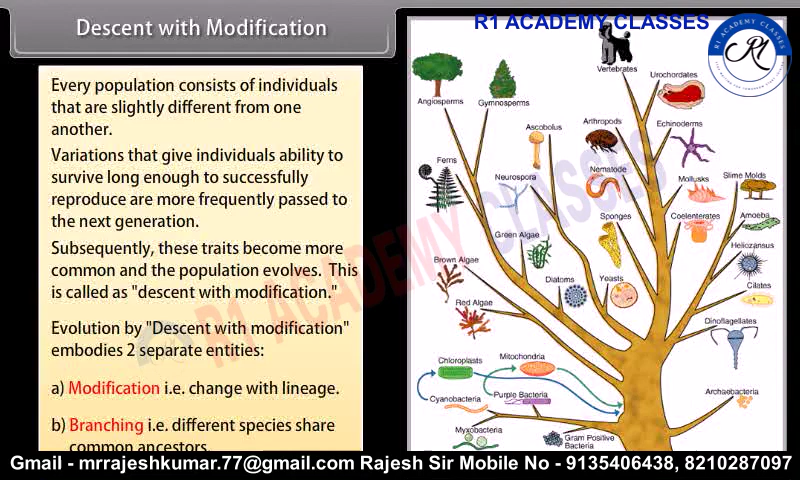 Descent with Modification
R1 ACADEMY CLASSES
R1 ACADEMY CLASSES
R1
Every population consists of individuals
that are slightly different from one
another.
Variations that give individuals ability to
survive long enough to successfully
reproduce are more frequently passed to
the next generation.
Subsequently, these traits become more
common and the population evolves. This
is called as "descent with modification."
Evolution by "Descent with modification"
embodies 2 separate entities:
a) Modification i.e. change with lineage.
b) Branching i.e. different species share
common ancestors.
R1 ACADEMY CLASSES
Vertebrates
Urochordates
Angiosperms
Gymnosperms
Ascobolus
Arthropods
Echinoderms
Ferns
Neurospora
Nematode
Mollusks
Slime Molds
Sponges
Coelenterates
Amoeba
Green Algae
Heliozansus
Brown Algae
Diatoms
Yeasts
Ciliates
Red Algae
Dinoflagellates
Chloroplasts
Mitochondria
Cyanobacteria
Purple Bacteria
Archaebacteria
Myxobacteria
Gram Positive
Bacteria
Gmail - mrrajeshkumar.77@gmail.com Rajesh Sir Mobile No - 9135406438, 8210287097